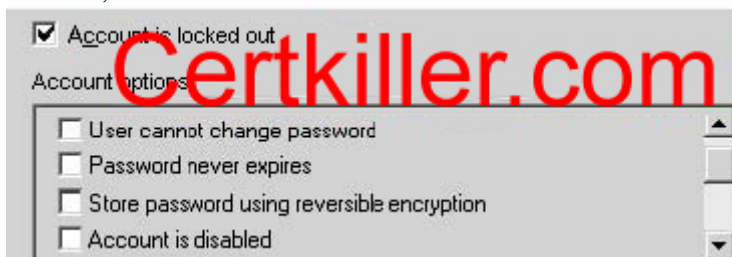 Account is locked out
Certkiller.com
Account options
User cannot change password
Password never expires
Store password using reversible encryption
Account is disabled